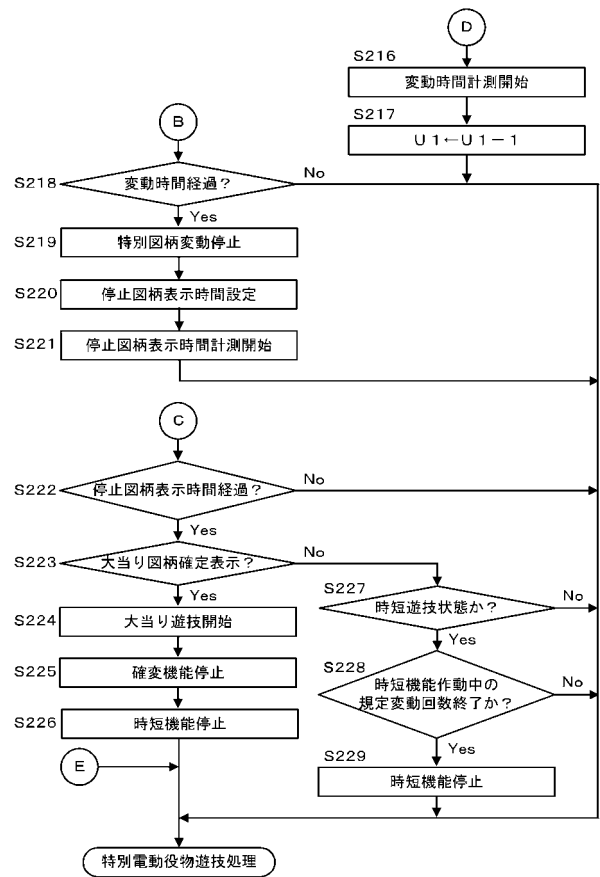 D
S216
変動時間計測開始
S217
U1←U1－1
B
S218
変動時間経過？
No
Yes
S219
特別図柄変動停止
S220
停止図柄表示時間設定
S221
停止図柄表示時間計測開始
C
S222
停止図柄表示時間経過？
No
Yes
S223
大当り図柄確定表示？
No
Yes
S224
大当り遊技開始
S225
確変機能停止
S226
時短機能停止
S227
時短遊技状態か？
No
Yes
S228
時短機能作動中の
規定変動回数終了か？
No
Yes
S229
時短機能停止
E
特別電動役物遊技処理